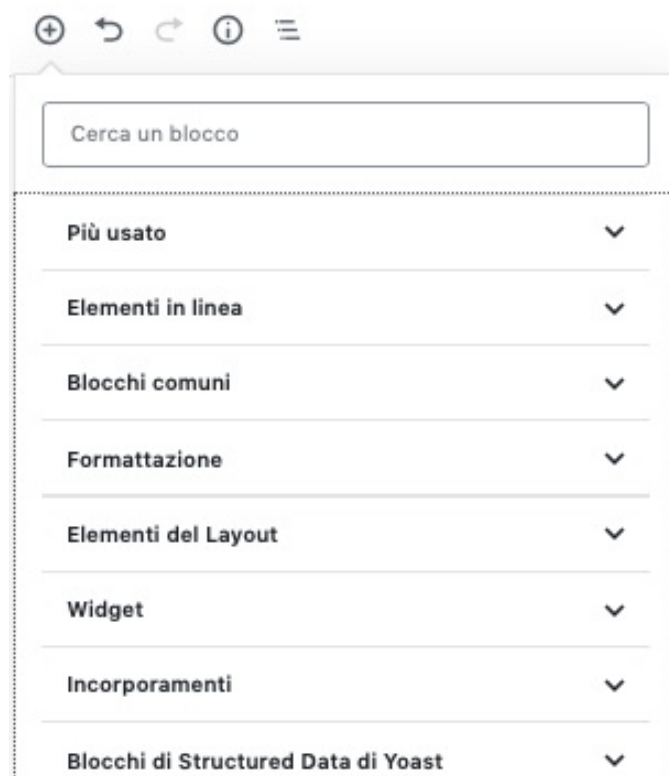 Cerca un blocco
Più usato
Elementi in linea
Blocchi comuni
Formattazione
Elementi del Layout
Widget
Incorporamenti
Blocchi di Structured Data di Yoast